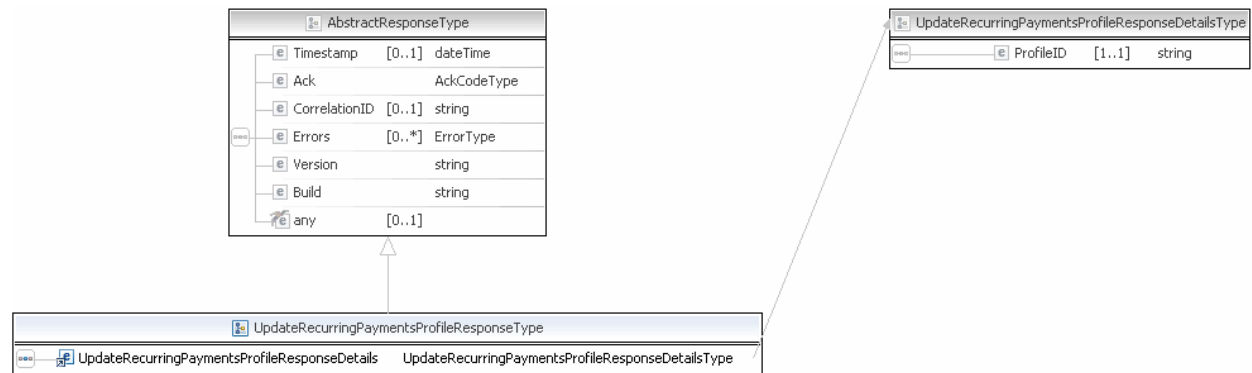 AbstractResponseType
Timestamp [0..1] dateTime
Ack AckCodeType
CorrelationID [0..1] string
Errors [0..*] ErrorType
Version string
Build string
any [0..1]
UpdateRecurringPaymentsProfileResponseDetailsType
ProfileID [1..1] string
UpdateRecurringPaymentsProfileResponseType
UpdateRecurringPaymentsProfileResponseDetails UpdateRecurringPaymentsProfileResponseDetailsType